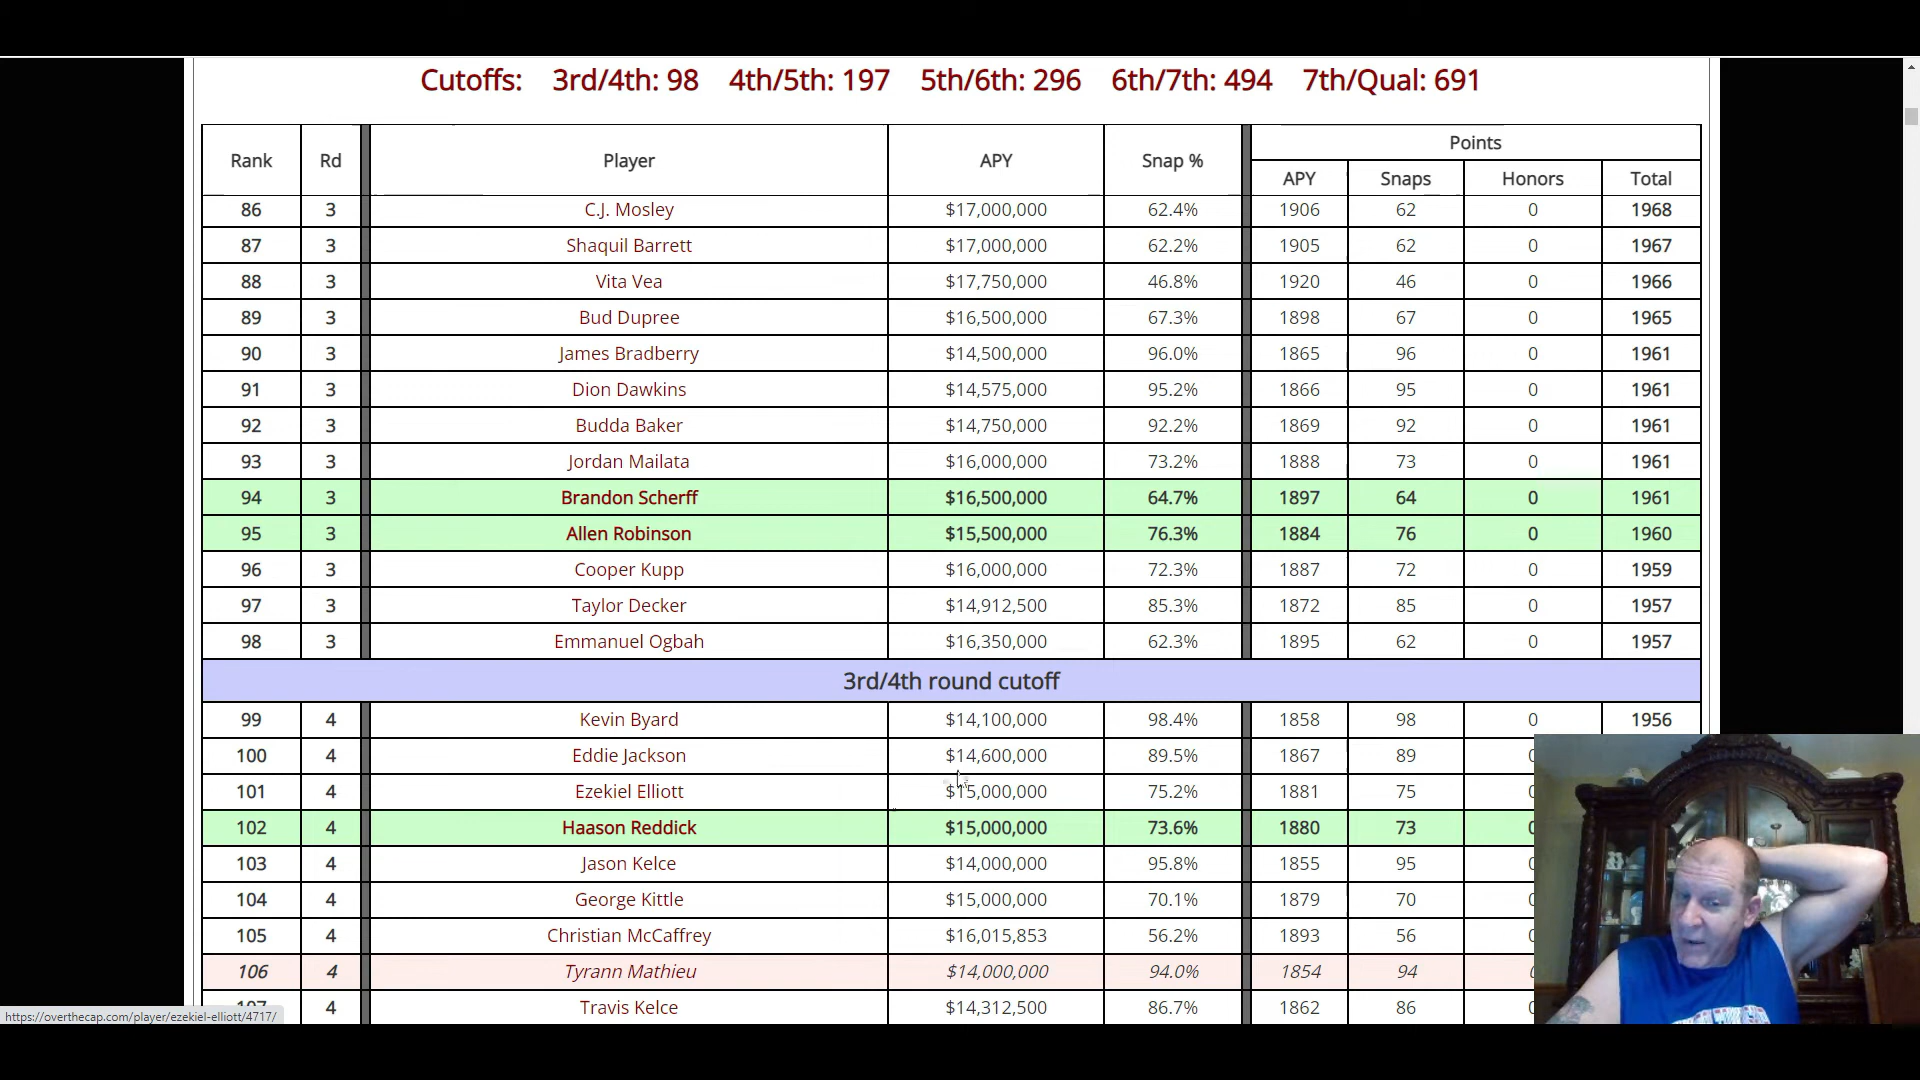 Cutoffs: 3rd/4th: 98 4th/5th: 197 5th/6th: 296 6th/7th: 494 7th/Qual: 691
Rank Rd Player APY Snap % Points
APY Snaps Honors Total
86 3 C.J. Mosley $17,000,000 62.4% 1906 62 0 1968
87 3 Shaquil Barrett $17,000,000 62.2% 1905 62 0 1967
88 3 Vita Vea $17,750,000 46.8% 1920 46 0 1966
89 3 Bud Dupree $16,500,000 67.3% 1898 67 0 1965
90 3 James Bradberry $14,500,000 96.0% 1865 96 0 1961
91 3 Dion Dawkins $14,575,000 95.2% 1866 95 0 1961
92 3 Budda Baker $14,750,000 92.2% 1869 92 0 1961
93 3 Jordan Mailata $16,000,000 73.2% 1888 73 0 1961
94 3 Brandon Scherff $16,500,000 64.7% 1897 64 0 1961
95 3 Allen Robinson $15,500,000 76.3% 1884 76 0 1960
96 3 Cooper Kupp $16,000,000 72.3% 1887 72 0 1959
97 3 Taylor Decker $14,912,500 85.3% 1872 85 0 1957
98 3 Emmanuel Ogbah $16,350,000 62.3% 1895 62 0 1957
3rd/4th round cutoff
99 4 Kevin Byard $14,100,000 98.4% 1858 98 0 1956
100 4 Eddie Jackson $14,600,000 89.5% 1867 89
101 4 Ezekiel Elliott $15,000,000 75.2% 1881 75
102 4 Haason Reddick $15,000,000 73.6% 1880 73
103 4 Jason Kelce $14,000,000 95.8% 1855 95
104 4 George Kittle $15,000,000 70.1% 1879 70
105 4 Christian McCaffrey $16,015,853 56.2% 1893 56
106 4 Tyrann Mathieu $14,000,000 94.0% 1854 94
107 4 Travis Kelce $14,312,500 86.7% 1862 86
https://overthecap.com/player/ezekiel-elliott/4717/